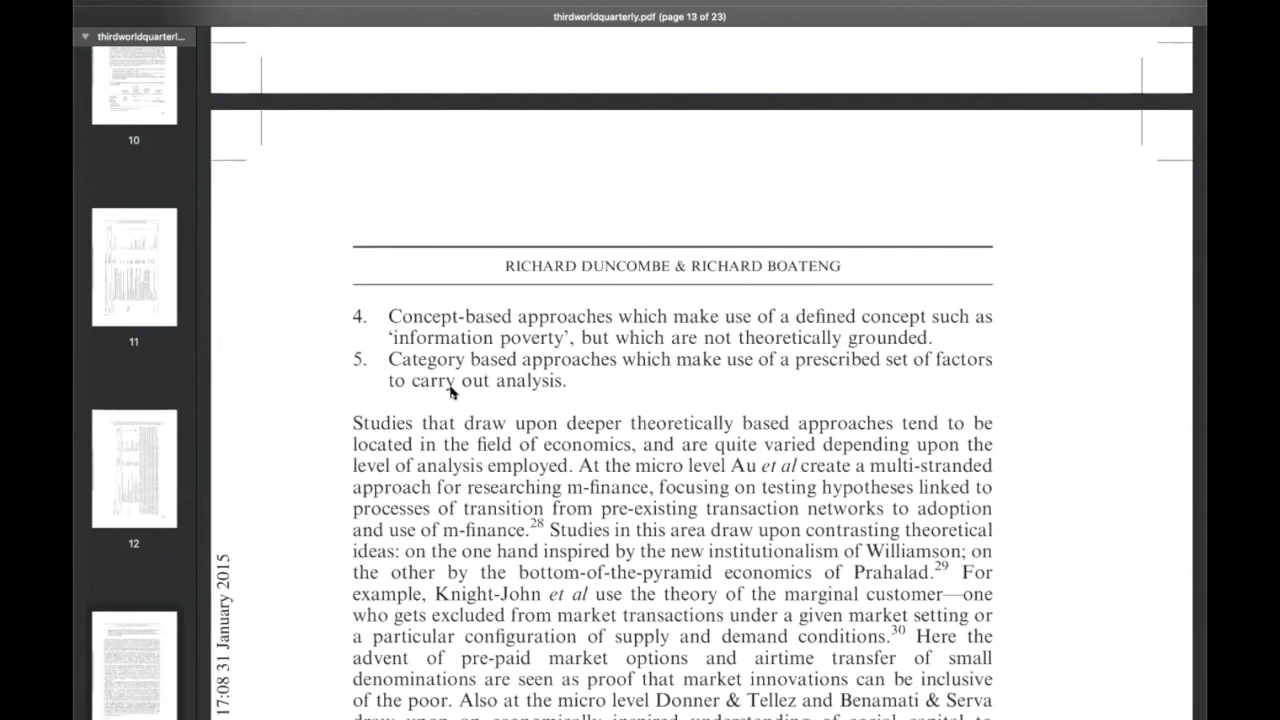 thirdworldquarterly.pdf (page 13 of 23)
thirdworldquarterl...
10
11
12
RICHARD DUNCOMBE & RICHARD BOATENG
4. Concept-based approaches which make use of a defined concept such as
‘information poverty’, but which are not theoretically grounded.
5. Category based approaches which make use of a prescribed set of factors
to carry out analysis.
Studies that draw upon deeper theoretically based approaches tend to be
located in the field of economics, and are quite varied depending upon the
level of analysis employed. At the micro level Au et al create a multi-stranded
approach for researching m-finance, focusing on testing hypotheses linked to
processes of transition from pre-existing transaction networks to adoption
and use of m-finance.28 Studies in this area draw upon contrasting theoretical
ideas: on the one hand inspired by the new institutionalism of Williamson; on
the other by the bottom-of-the-pyramid economics of Prahalad.29 For
example, Knight-John et al use the theory of the marginal customer—one
who gets excluded from market transactions under a given market setting or
a particular configuration of supply and demand conditions.30 Here the
advent of pre-paid market options and airtime transfer of small
denominations are seen as proof that market innovations can be inclusive
level Donner & Tellez and Benamati & Serva
draw upon an economically inspired understanding of social capital to
17:08 31 January 2015